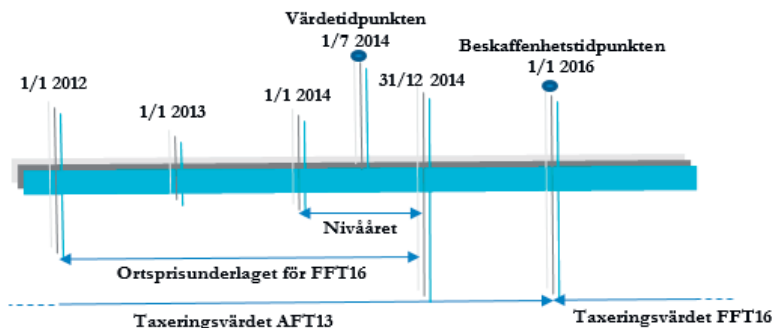 Värdetidpunkten
1/7 2014
Beskaffenhetstidpunkten
1/1 2016
1/1 2012
1/1 2013
1/1 2014
31/12 2014
Nivååret
Ortsprisunderlaget för FFT16
Taxeringsvärdet AFT13
Taxeringsvärdet FFT16